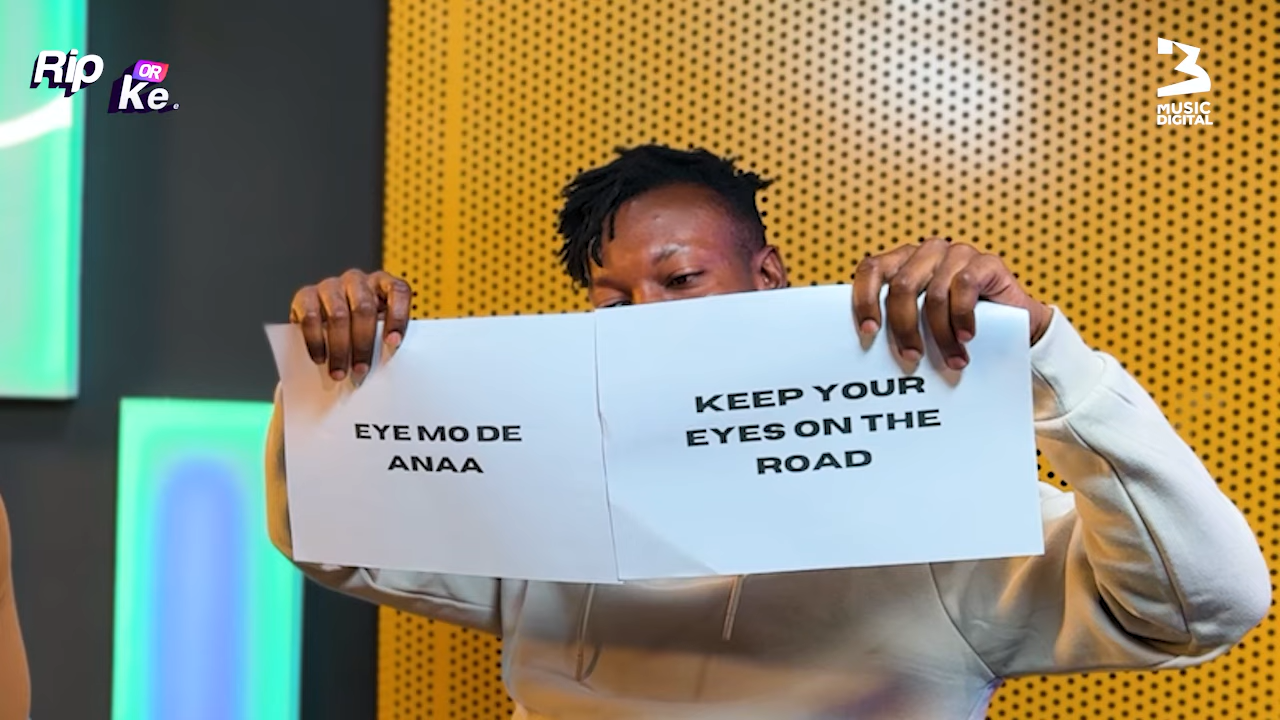 Rip
OR
Ke.
3
MUSIC
DIGITAL
EYE MO DE
ANAA
KEEP YOUR
EYES ON THE
ROAD